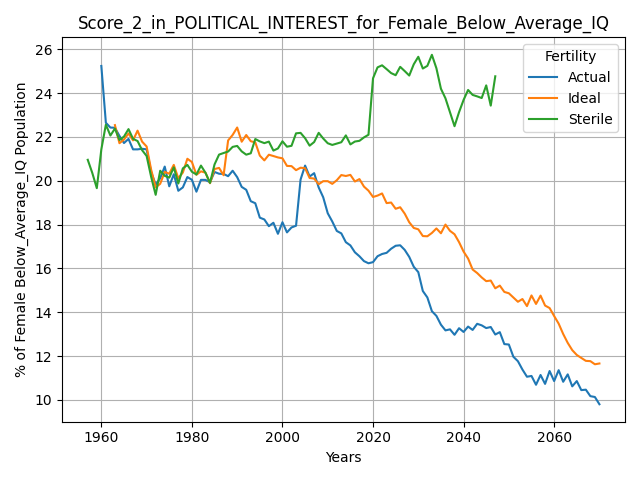 Score_2_in_POLITICAL_INTEREST_for_Female_Below_Average_IQ
26
24
22
20
18
16
14
12
10
% of Female Below_Average_IQ Population
Fertility
Actual
Ideal
Sterile
1960 1980 2000 2020 2040 2060
Years